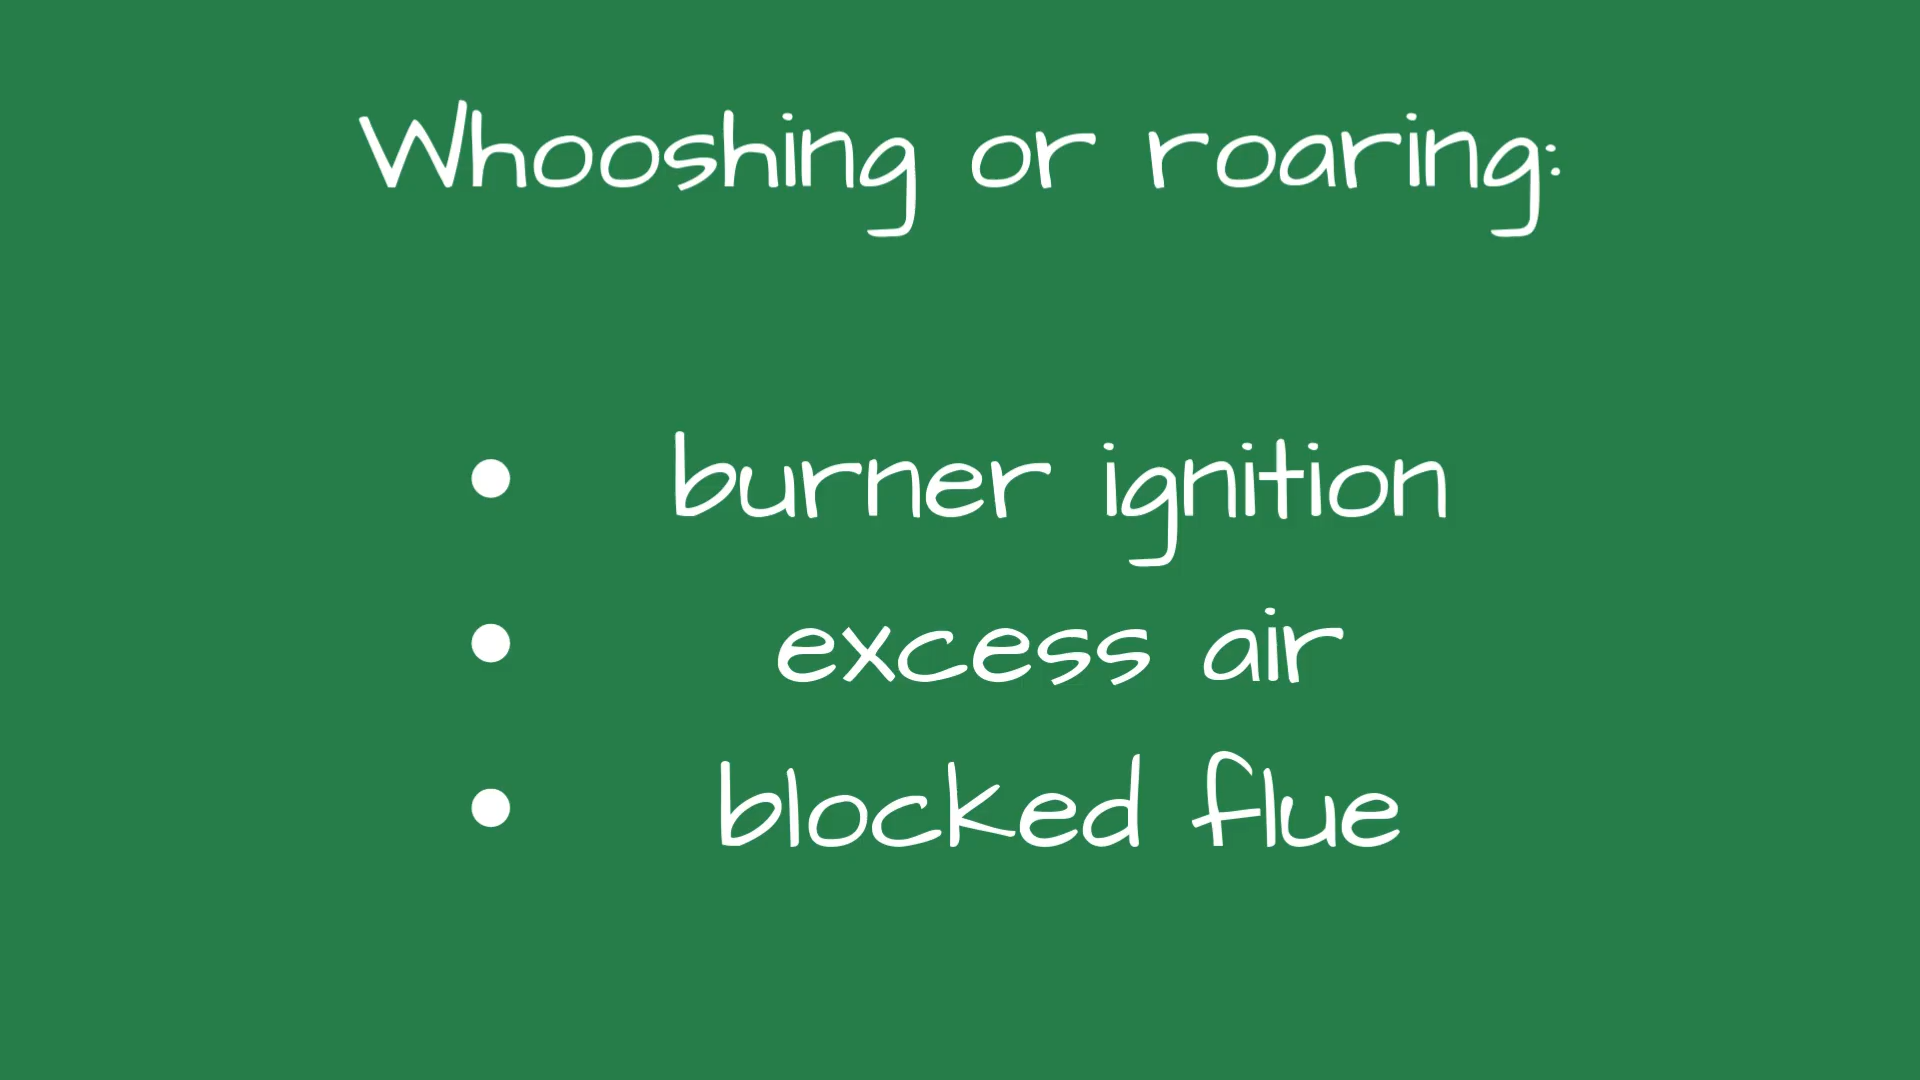 Whooshing or roaring:
• burner ignition
• excess air
• blocked flue